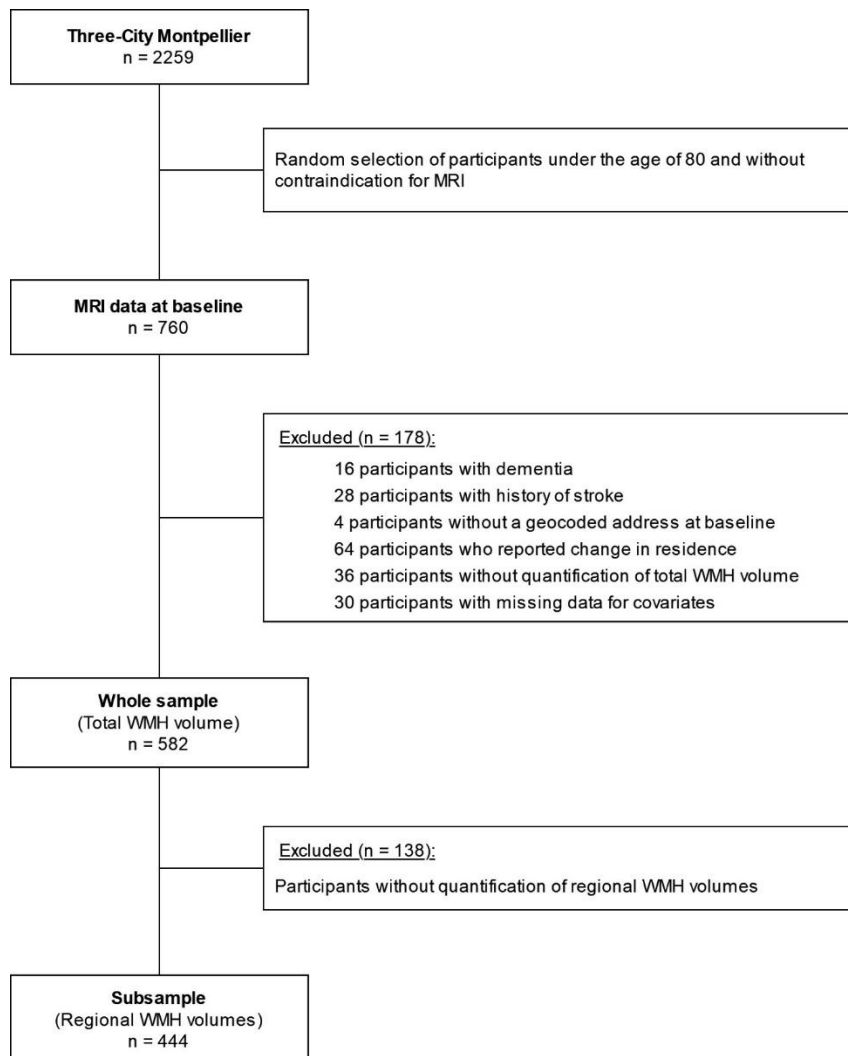 Three-City Montpellier
n = 2259
Random selection of participants under the age of 80 and without
contraindication for MRI
MRI data at baseline
n = 760
Excluded (n = 178):
16 participants with dementia
28 participants with history of stroke
4 participants without a geocoded address at baseline
64 participants who reported change in residence
36 participants without quantification of total WMH volume
30 participants with missing data for covariates
Whole sample
(Total WMH volume)
n = 582
Excluded (n = 138):
Participants without quantification of regional WMH volumes
Subsample
(Regional WMH volumes)
n = 444